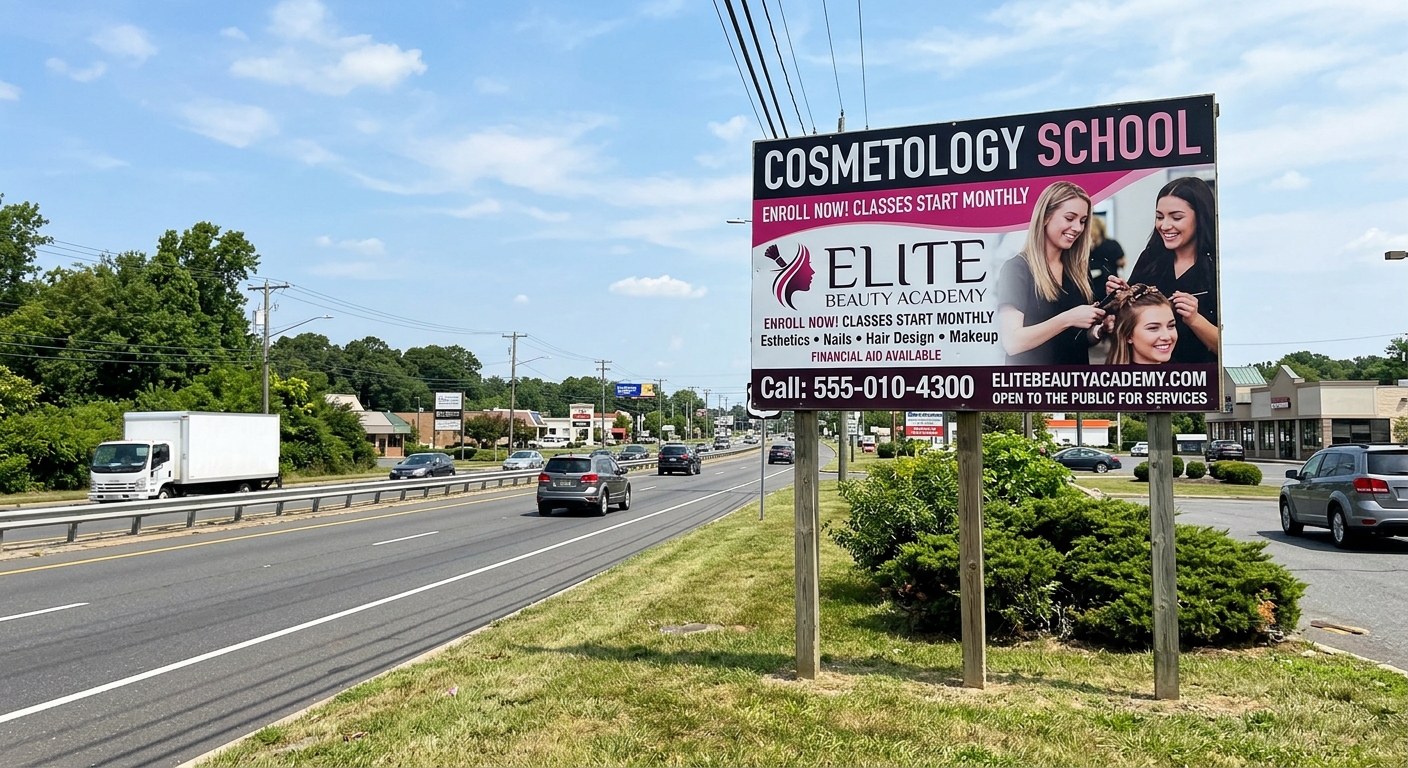 COSMETOLOGY SCHOOL
ENROLL NOW! CLASSES START MONTHLY
ELITE
BEAUTY ACADEMY
ENROLL NOW! CLASSES START MONTHLY
Esthetics • Nails • Hair Design • Makeup
FINANCIAL AID AVAILABLE
Call: 555-010-4300
ELITEBEAUTYACADEMY.COM
OPEN TO THE PUBLIC FOR SERVICES